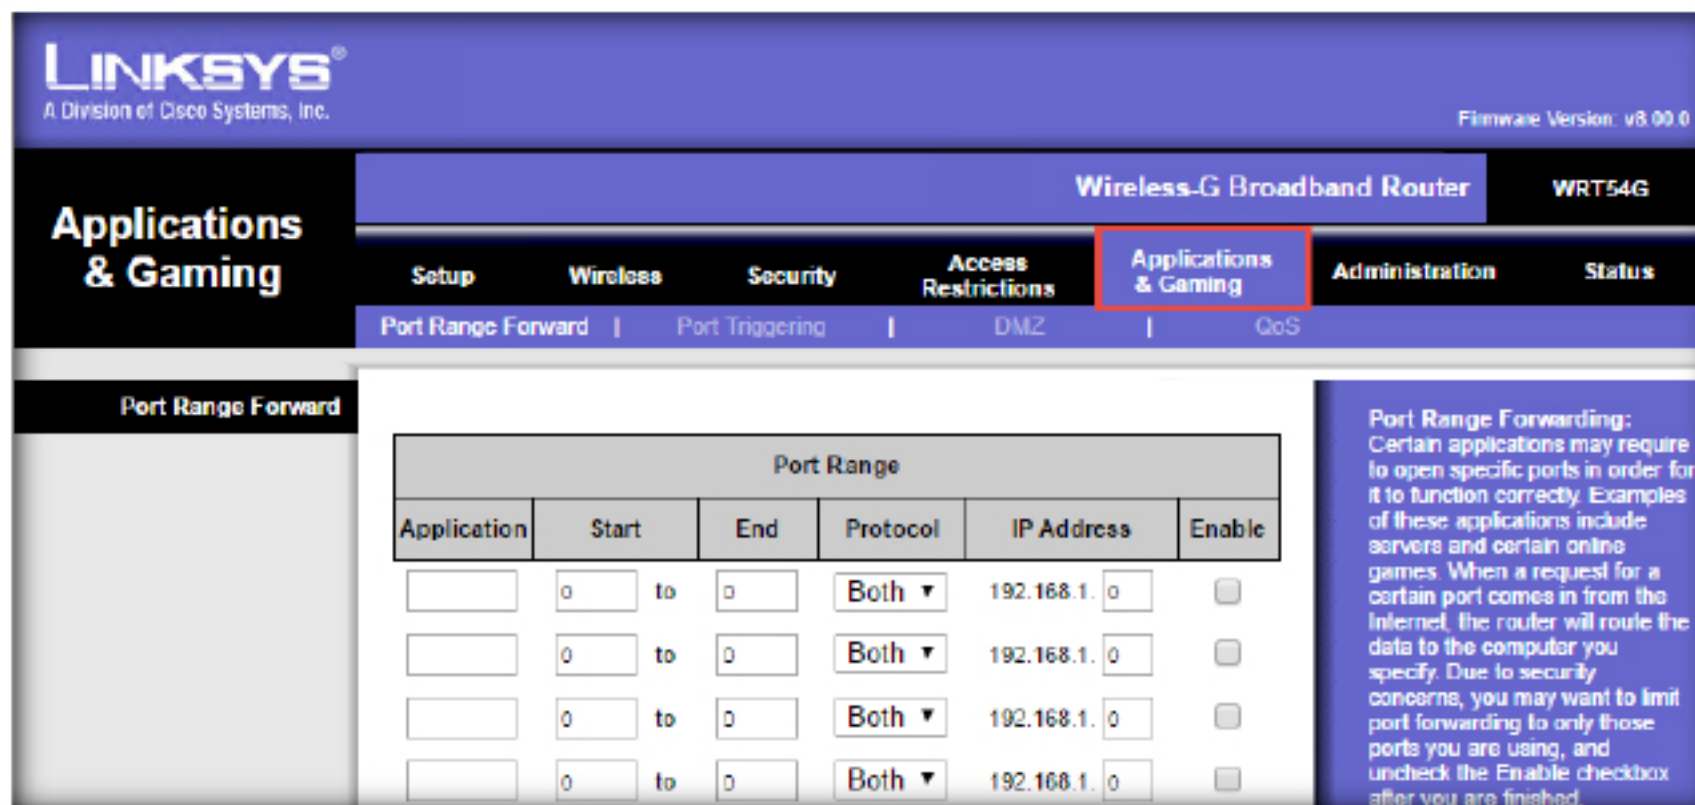 LINKSYS®
A Division of Cisco Systems, Inc.
Firmware Version: v8.00.0
Wireless-G Broadband Router WRT54G
Applications
& Gaming
Setup Wireless Security Access Restrictions Applications & Gaming Administration Status
Port Range Forward | Port Triggering | DMZ | QoS
Port Range Forward
Port Range
Application Start End Protocol IP Address Enable
0 to 0 Both ▼ 192.168.1. 0
0 to 0 Both ▼ 192.168.1. 0
0 to 0 Both ▼ 192.168.1. 0
0 to 0 Both ▼ 192.168.1. 0
Port Range Forwarding:
Certain applications may require
to open specific ports in order for
it to function correctly. Examples
of these applications include
servers and certain online
games. When a request for a
certain port comes in from the
Internet, the router will route the
data to the computer you
specify. Due to security
concerns, you may want to limit
port forwarding to only those
ports you are using, and
uncheck the Enable checkbox
after you are finished.